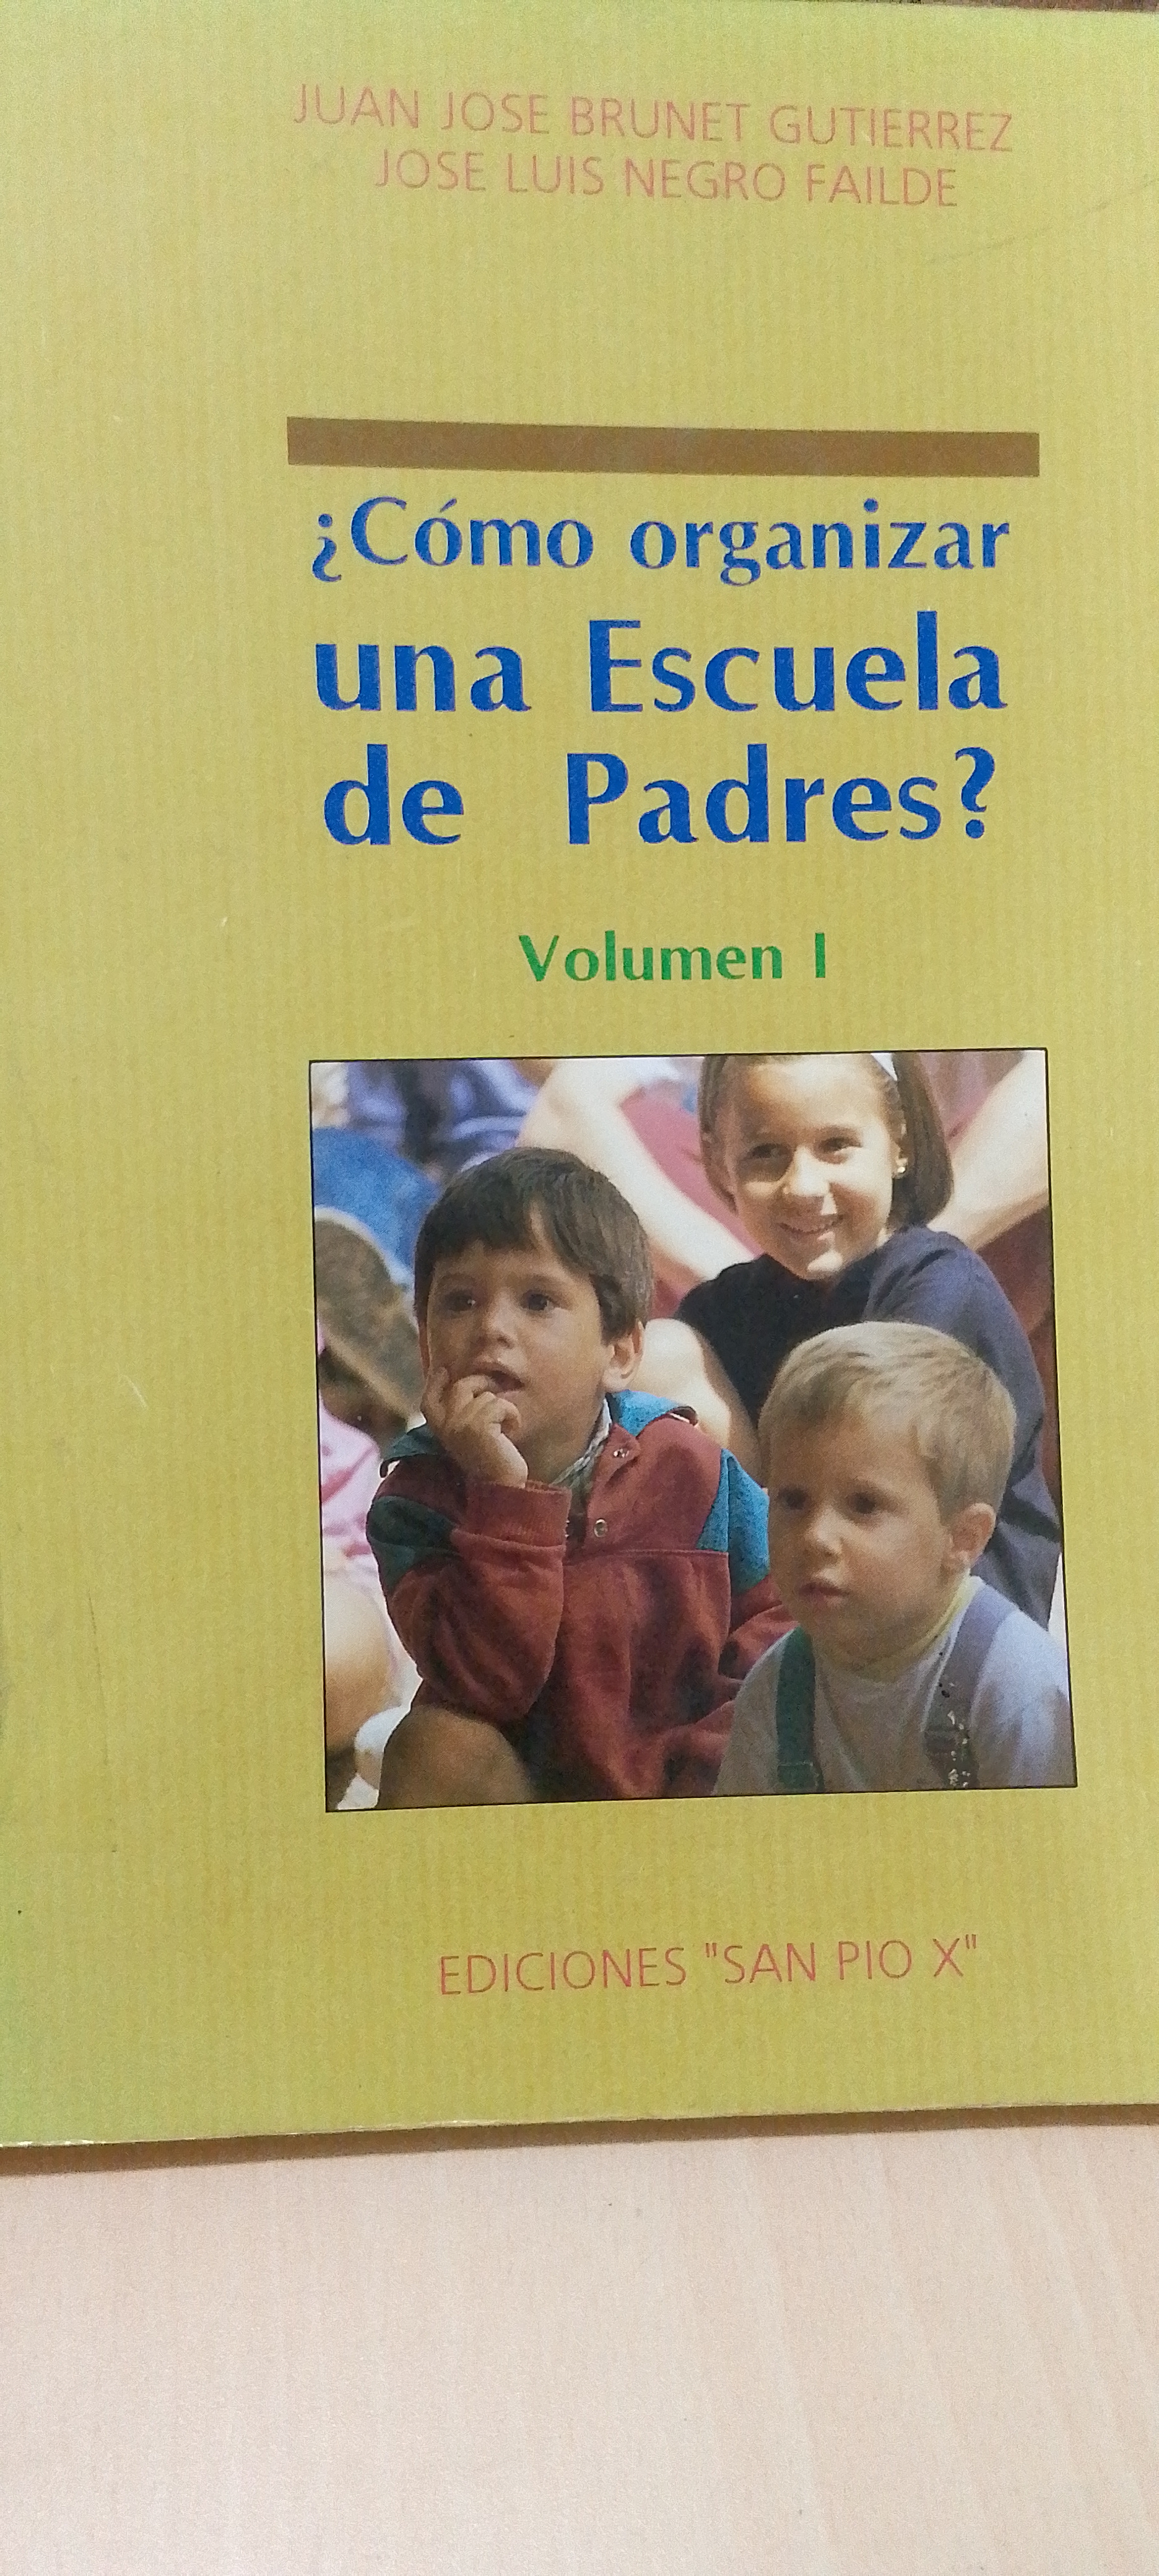 JUAN JOSE BRUNET GUTIERREZ
JOSE LUIS NEGRO FAILDE
¿Cómo organizar
una Escuela
de Padres?
Volumen I
EDICIONES "SAN PIO X"